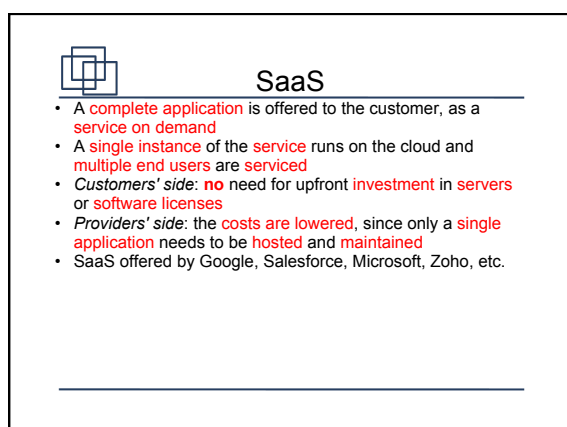 SaaS
• A complete application is offered to the customer, as a
service on demand
• A single instance of the service runs on the cloud and
multiple end users are serviced
• Customers' side: no need for upfront investment in servers
or software licenses
• Providers' side: the costs are lowered, since only a single
application needs to be hosted and maintained
• SaaS offered by Google, Salesforce, Microsoft, Zoho, etc.